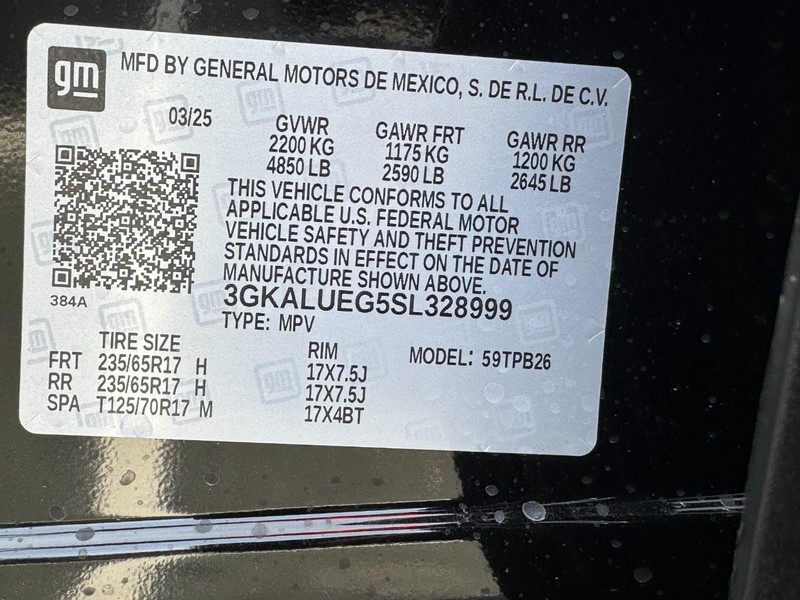 gm
MFD BY GENERAL MOTORS DE MEXICO, S. DE R.L. DE C.V.
03/25
GVWR GAWR FRT GAWR RR
2200 KG 1175 KG 1200 KG
4850 LB 2590 LB 2645 LB
THIS VEHICLE CONFORMS TO ALL
APPLICABLE U.S. FEDERAL MOTOR
VEHICLE SAFETY AND THEFT PREVENTION
STANDARDS IN EFFECT ON THE DATE OF
MANUFACTURE SHOWN ABOVE.
384A
3GKALUEG5SL328999
TYPE: MPV
TIRE SIZE RIM MODEL: 59TPB26
FRT 235/65R17 H 17X7.5J
RR 235/65R17 H 17X7.5J
SPA T125/70R17 M 17X4BT